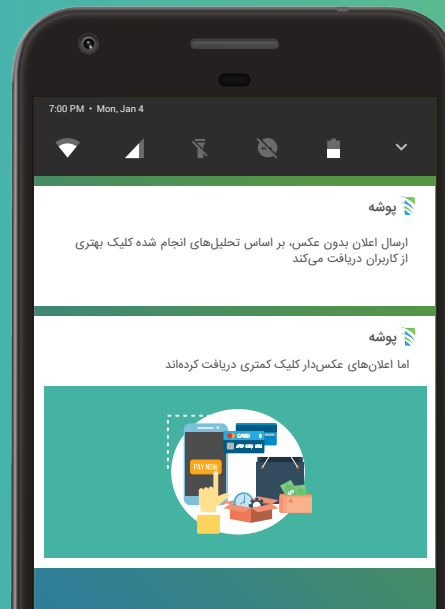 7:00 PM • Mon, Jan 4
پوشه
ارسال اعلان بدون عکس، بر اساس تحلیل‌های انجام شده کلیک بهتری
از کاربران دریافت می‌کند
پوشه
اما اعلان‌های عکس‌دار کلیک کمتری دریافت کرده‌اند
CARD
PAY NOW